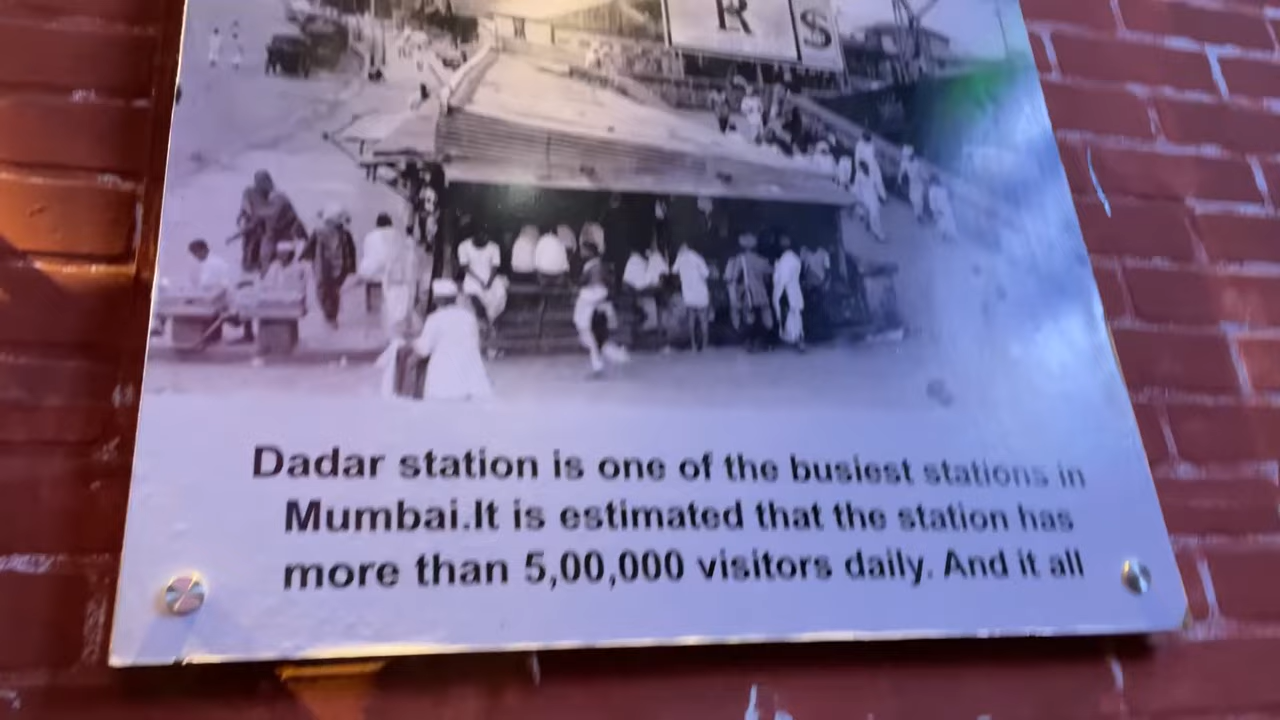 R S
Dadar station is one of the busiest stations in
Mumbai.It is estimated that the station has
more than 5,00,000 visitors daily. And it all